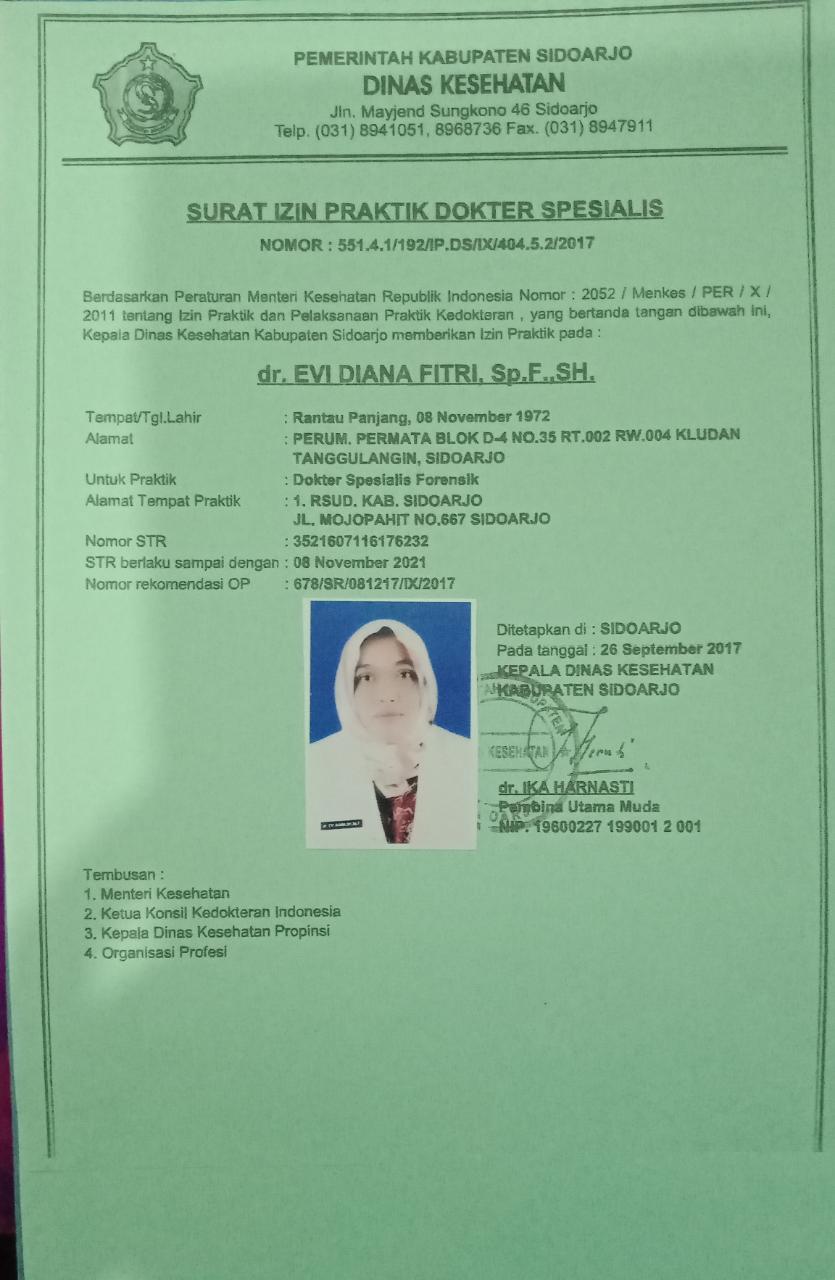 PEMERINTAH KABUPATEN SIDOARJO
DINAS KESEHATAN
Jln. Mayjend Sungkono 46 Sidoarjo
Telp. (031) 8941051, 8968736 Fax. (031) 8947911
SURAT IZIN PRAKTIK DOKTER SPESIALIS
NOMOR : 551.4.1/192/IP.DS/IX/404.5.2/2017
Berdasarkan Peraturan Menteri Kesehatan Republik Indonesia Nomor : 2052 / Menkes / PER / X /
2011 tentang Izin Praktik dan Pelaksanaan Praktik Kedokteran , yang bertanda tangan dibawah ini,
Kepala Dinas Kesehatan Kabupaten Sidoarjo memberikan Izin Praktik pada :
dr. EVI DIANA FITRI, Sp.F.,SH.
Tempat/Tgl.Lahir : Rantau Panjang, 08 November 1972
Alamat : PERUM. PERMATA BLOK D-4 NO.35 RT.002 RW.004 KLUDAN
TANGGULANGIN, SIDOARJO
Untuk Praktik : Dokter Spesialis Forensik
Alamat Tempat Praktik : 1. RSUD. KAB. SIDOARJO
JL. MOJOPAHIT NO.667 SIDOARJO
Nomor STR : 3521607116176232
STR berlaku sampai dengan : 08 November 2021
Nomor rekomendasi OP : 678/SR/081217/IX/2017
Ditetapkan di : SIDOARJO
Pada tanggal : 26 September 2017
KEPALA DINAS KESEHATAN
KABUPATEN SIDOARJO
KESEHATAN
dr. IKA HARNASTI
Pembina Utama Muda
NIP. 19600227 199001 2 001
Tembusan :
1. Menteri Kesehatan
2. Ketua Konsil Kedokteran Indonesia
3. Kepala Dinas Kesehatan Propinsi
4. Organisasi Profesi